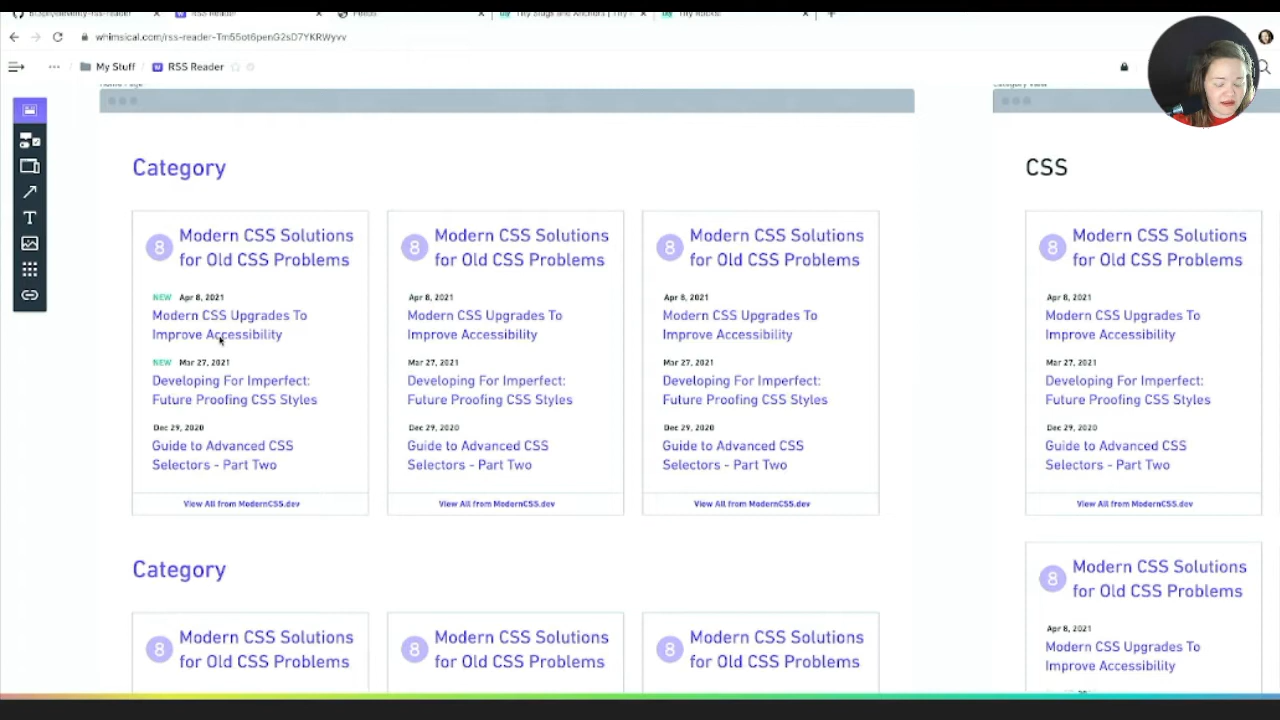 RSS Reader
Feeds
whimsical.com/rss-reader-Tm55ot6penG2sD7YKRWyvv
My Stuff / RSS Reader
Category
CSS
8 Modern CSS Solutions
for Old CSS Problems
NEW Apr 8, 2021
Modern CSS Upgrades To
Improve Accessibility
NEW Mar 27, 2021
Developing For Imperfect:
Future Proofing CSS Styles
Dec 29, 2020
Guide to Advanced CSS
Selectors - Part Two
View All from ModernCSS.dev
8 Modern CSS Solutions
for Old CSS Problems
Apr 8, 2021
Modern CSS Upgrades To
Improve Accessibility
Mar 27, 2021
Developing For Imperfect:
Future Proofing CSS Styles
Dec 29, 2020
Guide to Advanced CSS
Selectors - Part Two
View All from ModernCSS.dev
8 Modern CSS Solutions
for Old CSS Problems
Apr 8, 2021
Modern CSS Upgrades To
Improve Accessibility
Mar 27, 2021
Developing For Imperfect:
Future Proofing CSS Styles
Dec 29, 2020
Guide to Advanced CSS
Selectors - Part Two
View All from ModernCSS.dev
8 Modern CSS Solutions
for Old CSS Problems
Apr 8, 2021
Modern CSS Upgrades To
Improve Accessibility
Mar 27, 2021
Developing For Imperfect:
Future Proofing CSS Styles
Dec 29, 2020
Guide to Advanced CSS
Selectors - Part Two
View All from ModernCSS.dev
Category
8 Modern CSS Solutions
for Old CSS Problems
8 Modern CSS Solutions
for Old CSS Problems
8 Modern CSS Solutions
for Old CSS Problems
8 Modern CSS Solutions
for Old CSS Problems
Apr 8, 2021
Modern CSS Upgrades To
Improve Accessibility